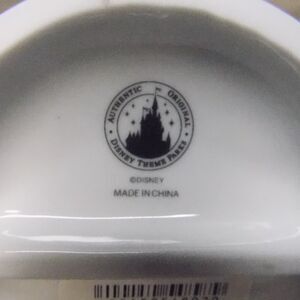 AUTHENTIC • ORIGINAL
• DISNEY THEME PARKS •
©DISNEY
MADE IN CHINA